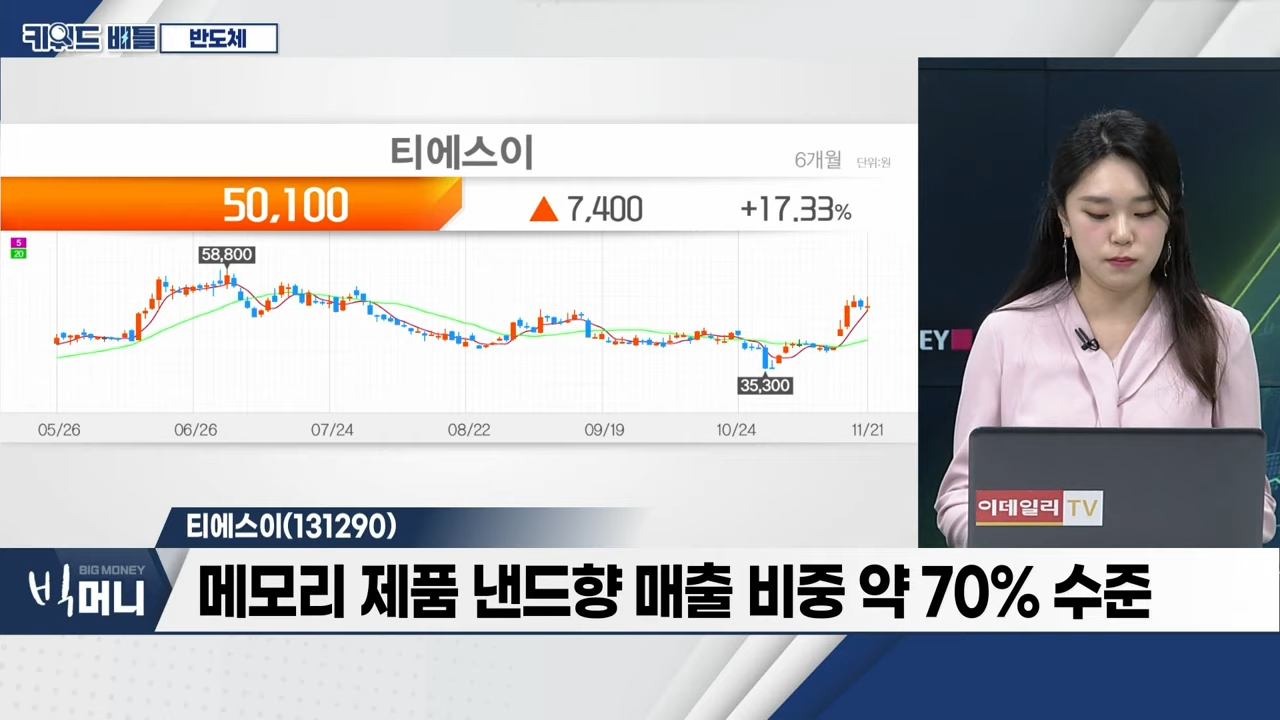 키워드 배틀 반도체
티에스이
6개월 단위:원
50,100 ▲ 7,400 +17.33%
5
20
58,800
35,300
05/26 06/26 07/24 08/22 09/19 10/24 11/21
EY
이데일리 TV
티에스이(131290)
BIG MONEY
빅머니
메모리 제품 낸드향 매출 비중 약 70% 수준